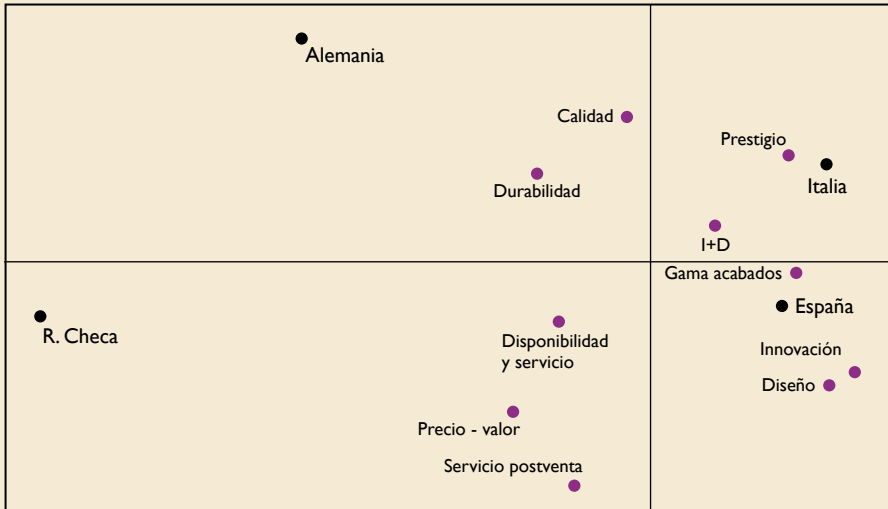 Alemania
Calidad
Prestigio
Durabilidad
Italia
I+D
Gama acabados
España
R. Checa
Disponibilidad
y servicio
Innovación
Diseño
Precio - valor
Servicio postventa